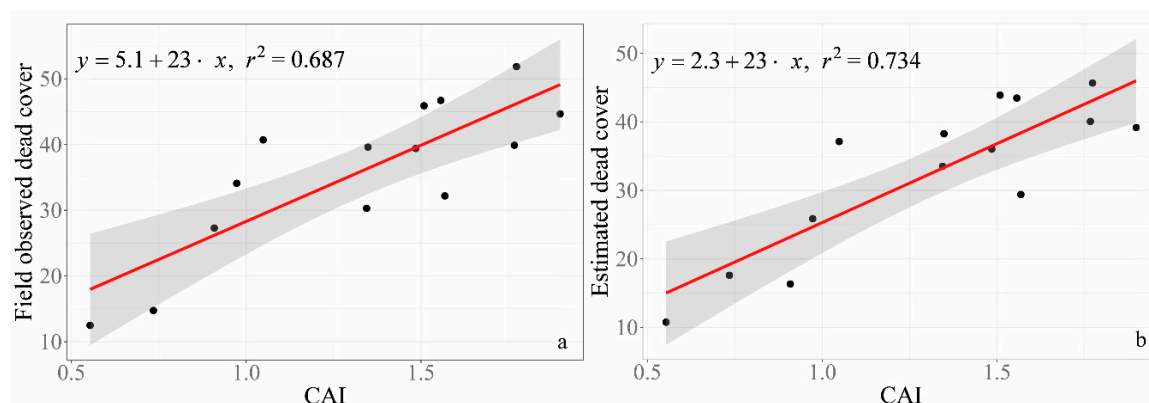 y = 5.1 + 23 · x, r² = 0.687
Field observed dead cover
50
40
30
20
10
0.5
1.0
1.5
CAI
a
y = 2.3 + 23 · x, r² = 0.734
Estimated dead cover
50
40
30
20
10
0.5
1.0
1.5
CAI
b